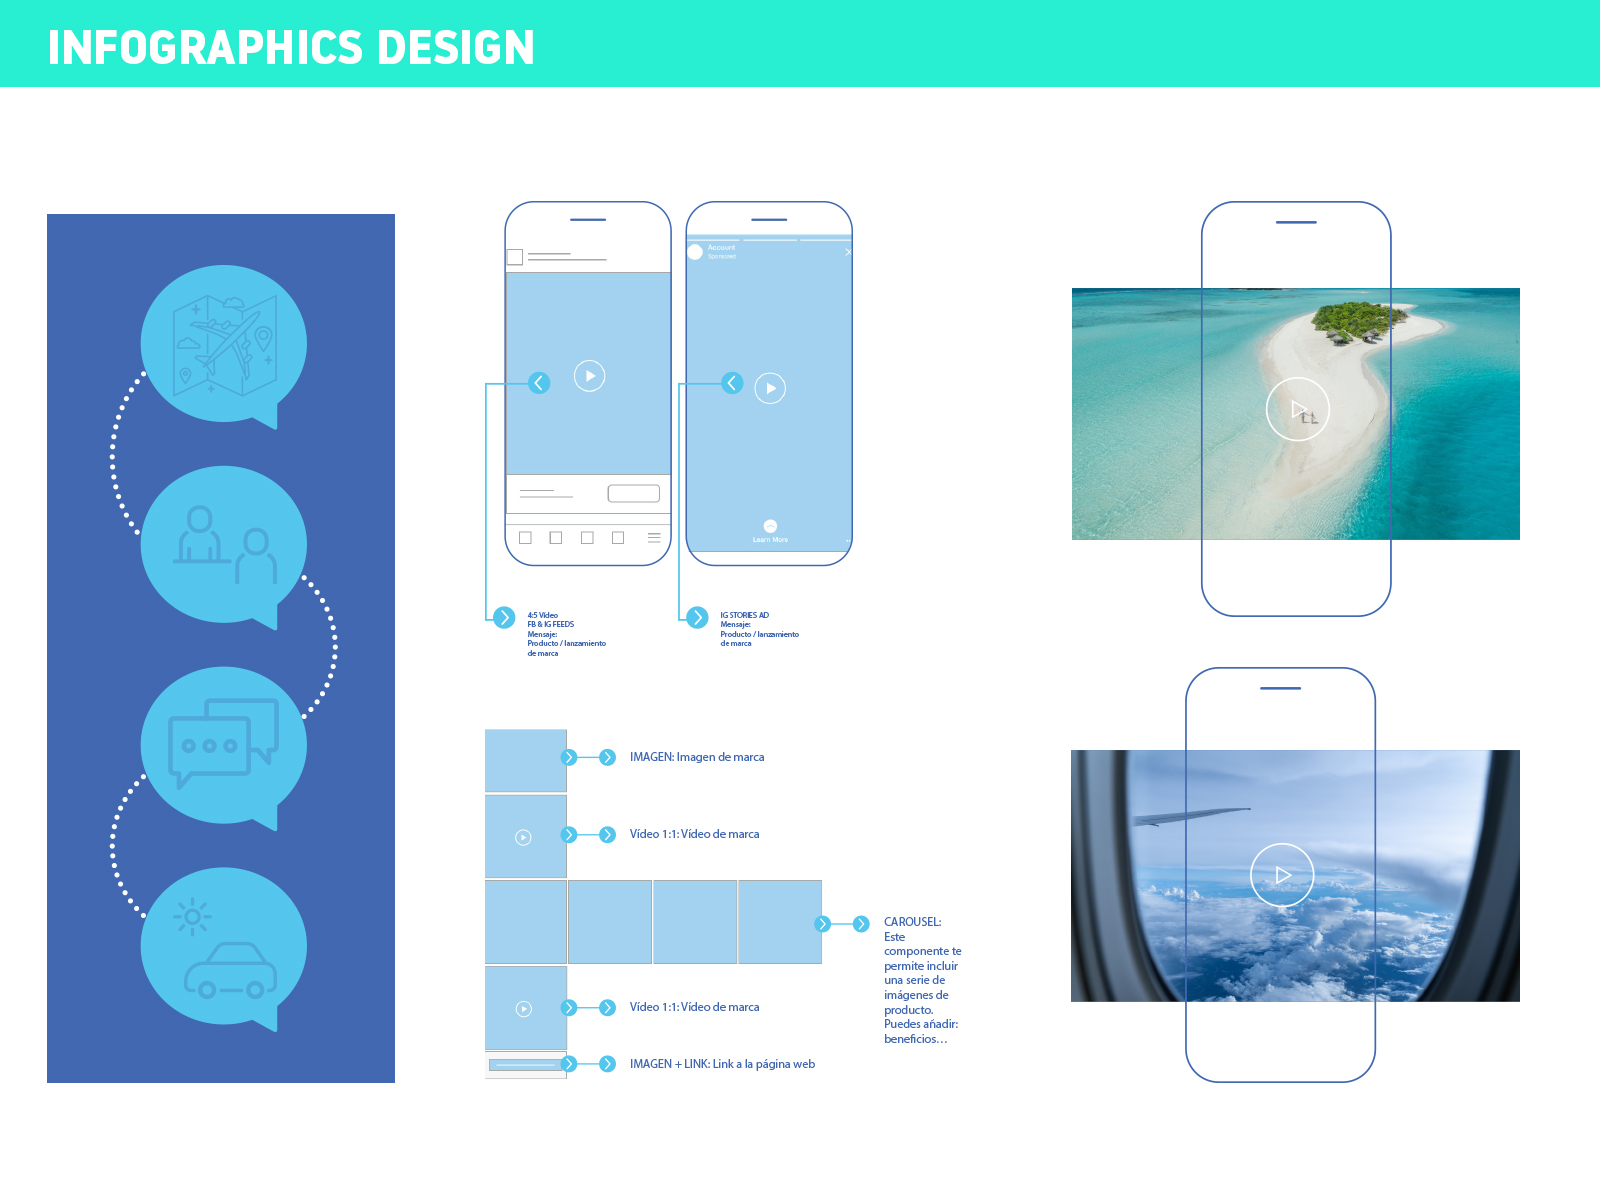 INFOGRAPHICS DESIGN
Account
Sponsored
Learn More
4:5 Vídeo
FB & IG FEEDS
Mensaje:
Producto / lanzamiento
de marca
IG STORIES AD
Mensaje:
Producto / lanzamiento
de marca
IMAGEN: Imagen de marca
Vídeo 1:1: Vídeo de marca
CAROUSEL:
Este
componente te
permite incluir
una serie de
imágenes de
producto.
Puedes añadir:
beneficios…
Vídeo 1:1: Vídeo de marca
IMAGEN + LINK: Link a la página web